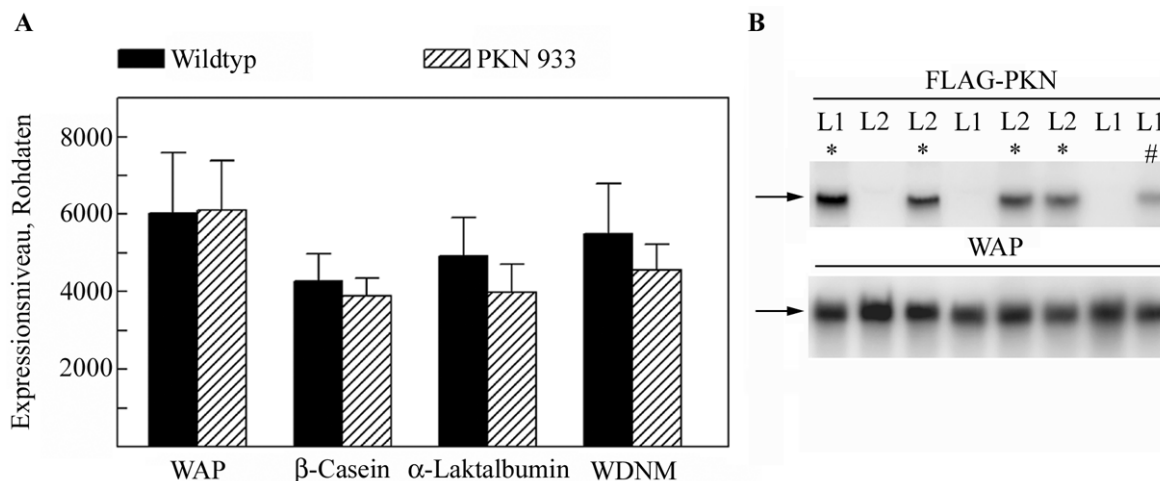 A
Wildtyp
PKN 933
Expressionsniveau, Rohdaten
8000
6000
4000
2000
WAP
β-Casein
α-Laktalbumin
WDNM
B
FLAG-PKN
L1 L2 L2 L1 L2 L2 L1 L1
* * * * #
WAP